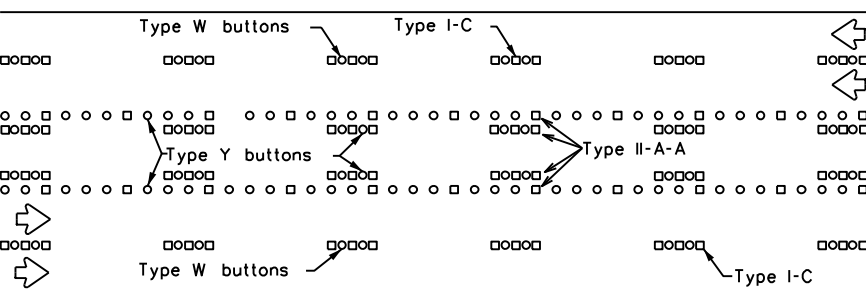 Type W buttons
Type I-C
Type Y buttons
Type II-A-A
Type W buttons
Type I-C